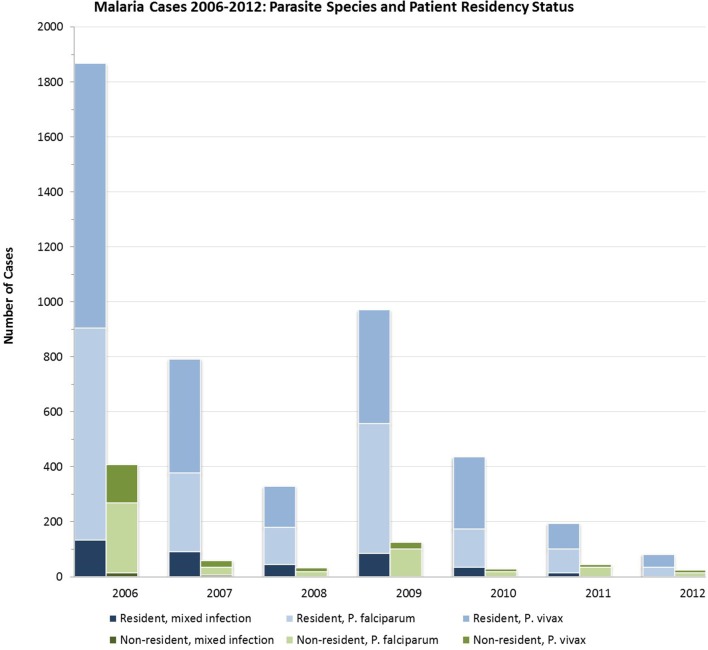 Malaria Cases 2006-2012: Parasite Species and Patient Residency Status
2000
1800
1600
1400
1200
1000
800
600
400
200
0
Number of Cases
2006 2007 2008 2009 2010 2011 2012
Resident, mixed infection Resident, P. falciparum Resident, P. vivax
Non-resident, mixed infection Non-resident, P. falciparum Non-resident, P. vivax